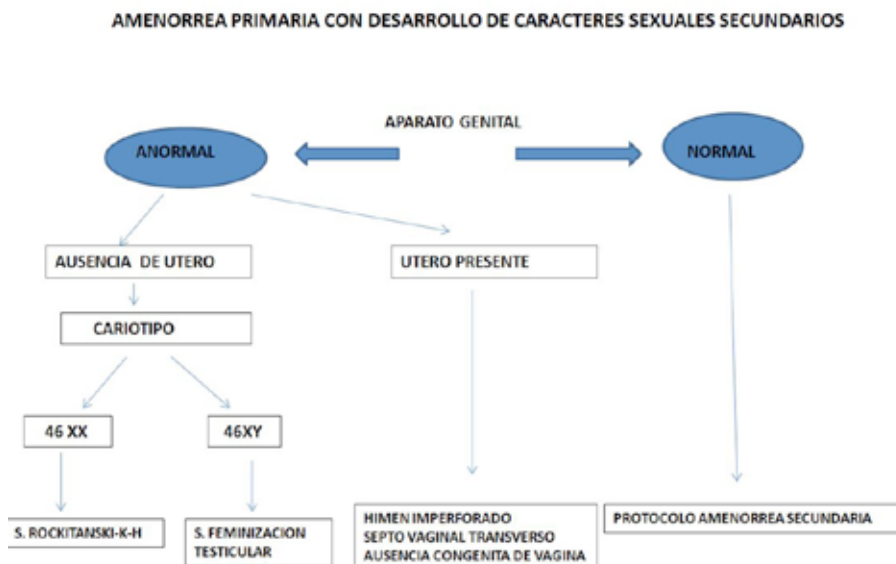 AMENORREA PRIMARIA CON DESARROLLO DE CARACTERES SEXUALES SECUNDARIOS
APARATO GENITAL
ANORMAL
NORMAL
AUSENCIA DE UTERO
UTERO PRESENTE
CARIOTIPO
46 XX
46XY
S. ROCKITANSKI-K-H
S. FEMINIZACION
TESTICULAR
HIMEN IMPERFORADO
SEPTO VAGINAL TRANSVERSO
AUSENCIA CONGENITA DE VAGINA
PROTOCOLO AMENORREA SECUNDARIA